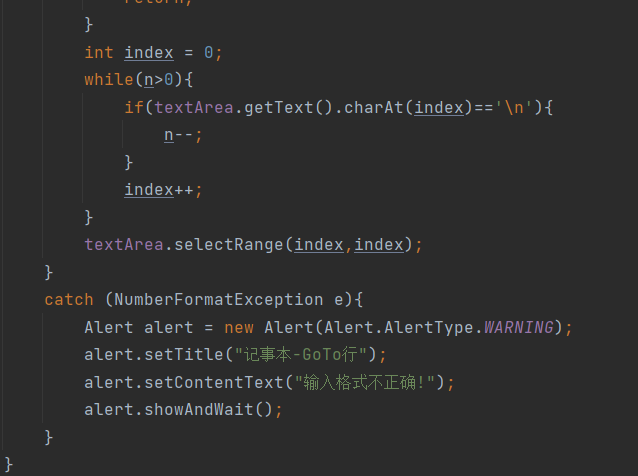 return;
}
int index = 0;
while(n>0){
if(textArea.getText().charAt(index)=='\n'){
n--;
}
index++;
}
textArea.selectRange(index,index);
}
catch (NumberFormatException e){
Alert alert = new Alert(Alert.AlertType.WARNING);
alert.setTitle("记事本-GoTo行");
alert.setContentText("输入格式不正确!");
alert.showAndWait();
}
}